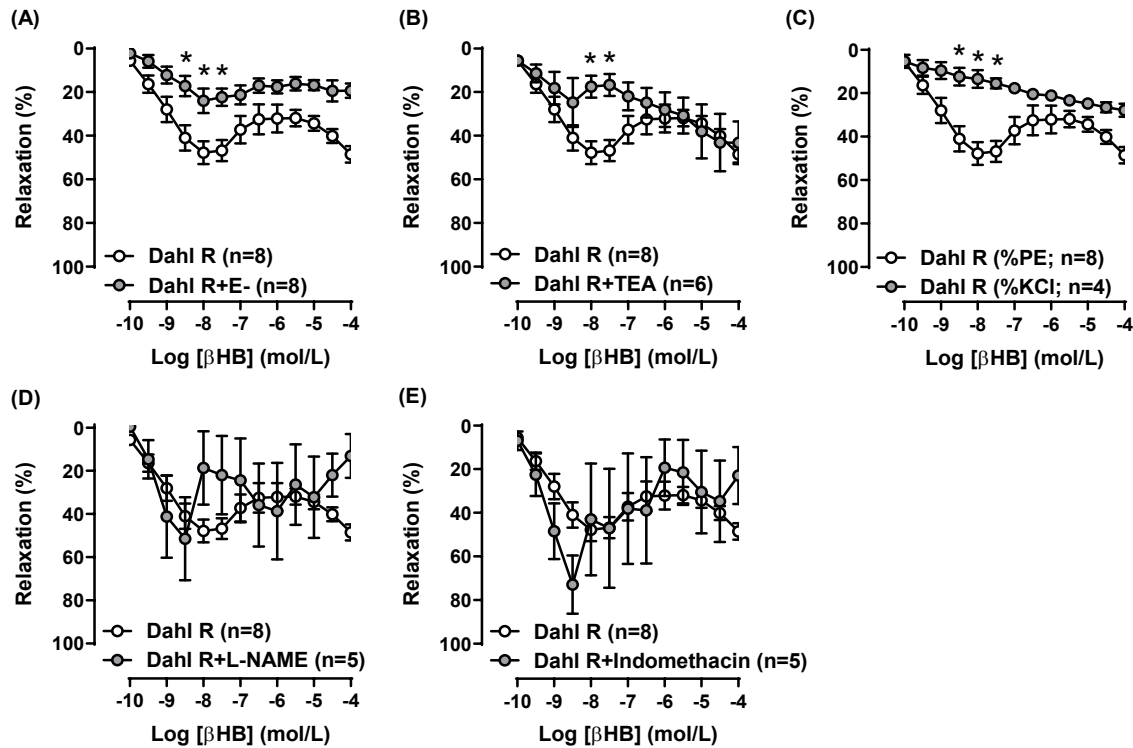 (A)
0
20
40
60
80
100
Relaxation (%)
* * *
Dahl R (n=8)
Dahl R+E- (n=8)
-10 -9 -8 -7 -6 -5 -4
Log [βHB] (mol/L)
(B)
0
20
40
60
80
100
Relaxation (%)
* *
Dahl R (n=8)
Dahl R+TEA (n=6)
-10 -9 -8 -7 -6 -5 -4
Log [βHB] (mol/L)
(C)
0
20
40
60
80
100
Relaxation (%)
* * *
Dahl R (%PE; n=8)
Dahl R (%KCl; n=4)
-10 -9 -8 -7 -6 -5 -4
Log [βHB] (mol/L)
(D)
0
20
40
60
80
100
Relaxation (%)
Dahl R (n=8)
Dahl R+L-NAME (n=5)
-10 -9 -8 -7 -6 -5 -4
Log [βHB] (mol/L)
(E)
0
20
40
60
80
100
Relaxation (%)
Dahl R (n=8)
Dahl R+Indomethacin (n=5)
-10 -9 -8 -7 -6 -5 -4
Log [βHB] (mol/L)